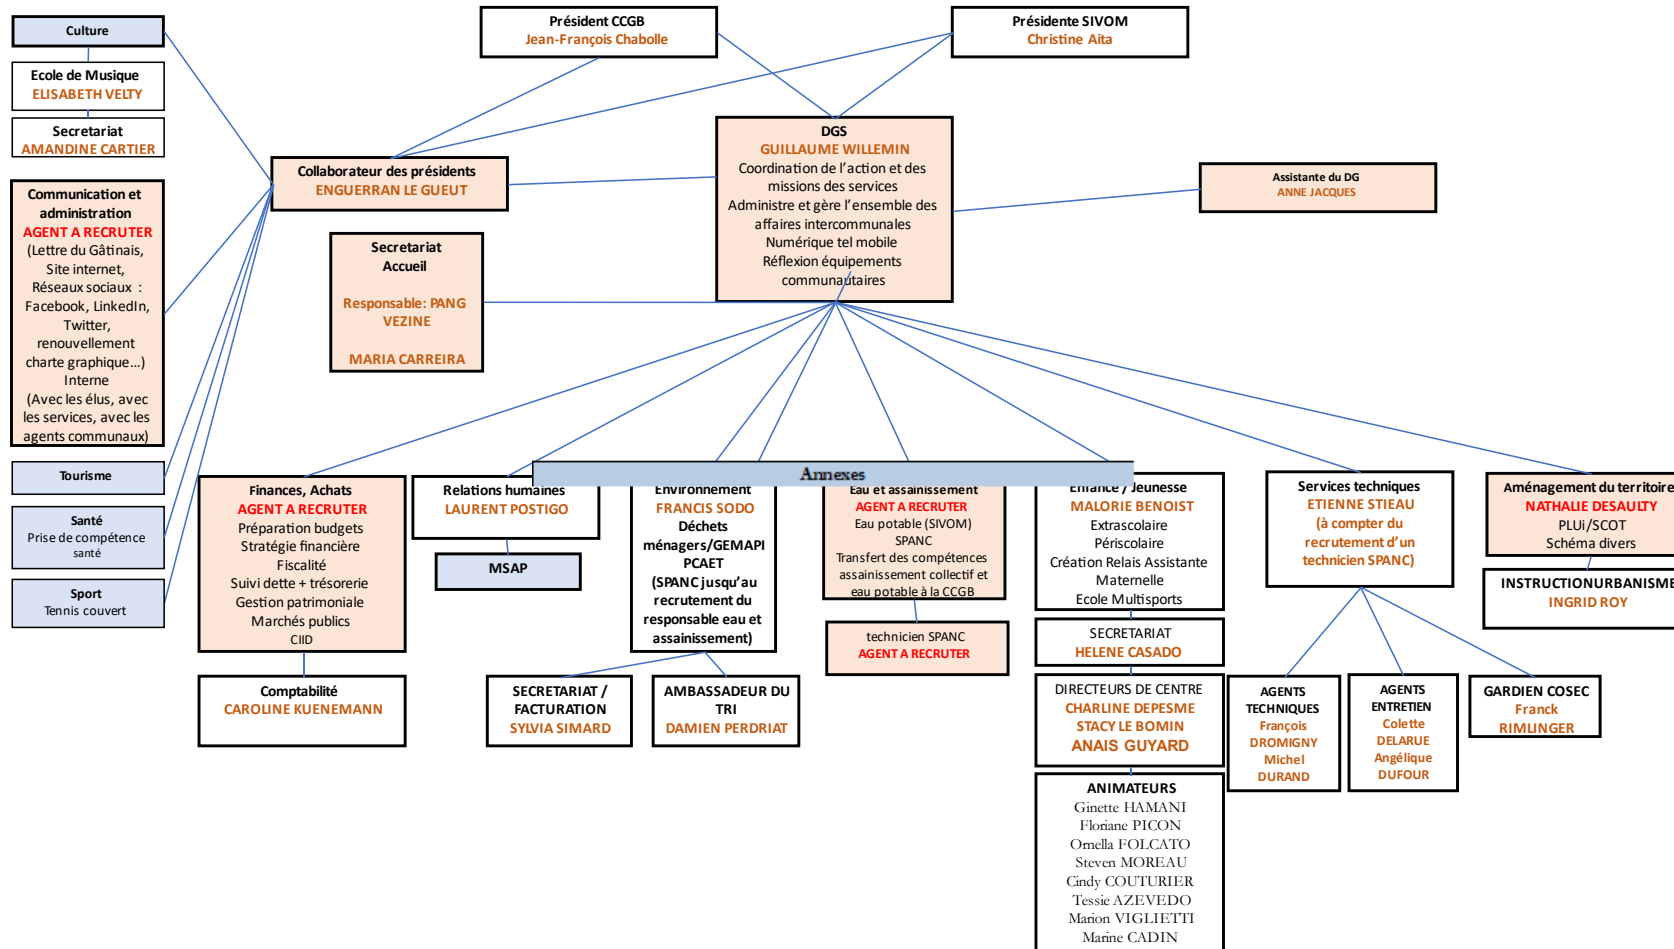 Culture
Ecole de Musique
ELISABETH VELTY
Secretariat
AMANDINE CARTIER
Communication et
administration
AGENT A RECRUTER
(Lettre du Gâtinais,
Site internet,
Réseaux sociaux :
Facebook, LinkedIn,
Twitter,
renouvellement
charte graphique...)
Interne
(Avec les élus, avec
les services, avec les
agents communaux)
Tourisme
Santé
Prise de compétence
santé
Sport
Tennis couvert
Président CCGB
Jean-François Chabolle
Présidente SIVOM
Christine Aita
Collaborateur des présidents
ENGUERRAN LE GUEUT
DGS
GUILLAUME WILLEMIN
Coordination de l'action et des
missions des services
Administre et gère l'ensemble des
affaires intercommunales
Numérique tel mobile
Réflexion équipements
communautaires
Assistante du DG
ANNE JACQUES
Secretariat
Accueil
Responsable: PANG
VEZINE
MARIA CARREIRA
Annexes
Finances, Achats
AGENT A RECRUTER
Préparation budgets
Stratégie financière
Fiscalité
Suivi dette + trésorerie
Gestion patrimoniale
Marchés publics
CIID
Comptabilité
CAROLINE KUENEMANN
Relations humaines
LAURENT POSTIGO
MSAP
Environnement
FRANCIS SODO
Déchets
ménagers/GEMAPI
PCAET
(SPANC jusqu'au
recrutement du
responsable eau et
assainissement)
SECRETARIAT /
FACTURATION
SYLVIA SIMARD
AMBASSADEUR DU
TRI
DAMIEN PERDRIAT
Eau et assainissement
AGENT A RECRUTER
Eau potable (SIVOM)
SPANC
Transfert des compétences
assainissement collectif et
eau potable à la CCGB
technicien SPANC
AGENT A RECRUTER
Enfance / Jeunesse
MALORIE BENOIST
Extrascolaire
Périscolaire
Création Relais Assistante
Maternelle
Ecole Multisports
SECRETARIAT
HELENE CASADO
DIRECTEURS DE CENTRE
CHARLINE DEPESME
STACY LE BOMIN
ANAIS GUYARD
ANIMATEURS
Ginette HAMANI
Floriane PICON
Ornella FOLCATO
Steven MOREAU
Cindy COUTURIER
Tessie AZEVEDO
Marion VIGLIETTI
Marine CADIN
Services techniques
ETIENNE STIEAU
(à compter du
recrutement d'un
technicien SPANC)
AGENTS
TECHNIQUES
François
DROMIGNY
Michel
DURAND
AGENTS
ENTRETIEN
Colette
DELARUE
Angélique
DUFOUR
GARDIEN COSEC
Franck
RIMLINGER
Aménagement du territoire
NATHALIE DESAULTY
PLUi/SCOT
Schéma divers
INSTRUCTIONURBANISME
INGRID ROY